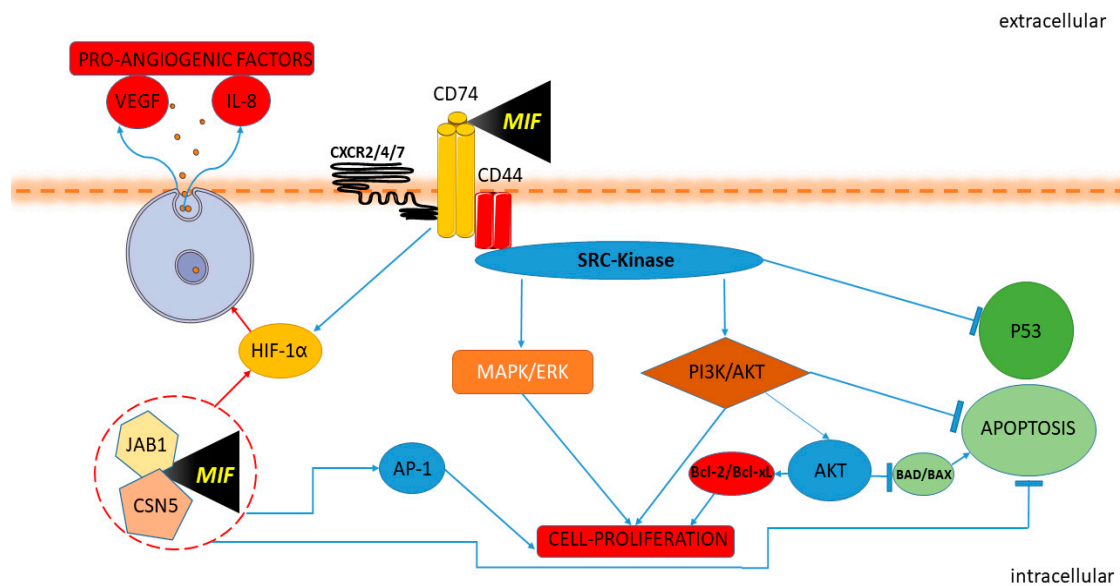 extracellular
PRO-ANGIOGENIC FACTORS
VEGF
IL-8
CD74
MIF
CXCR2/4/7
CD44
SRC-Kinase
P53
HIF-1α
MAPK/ERK
PI3K/AKT
APOPTOSIS
JAB1
MIF
CSN5
AP-1
Bcl-2/Bcl-xL
AKT
BAD/BAX
CELL-PROLIFERATION
intracellular